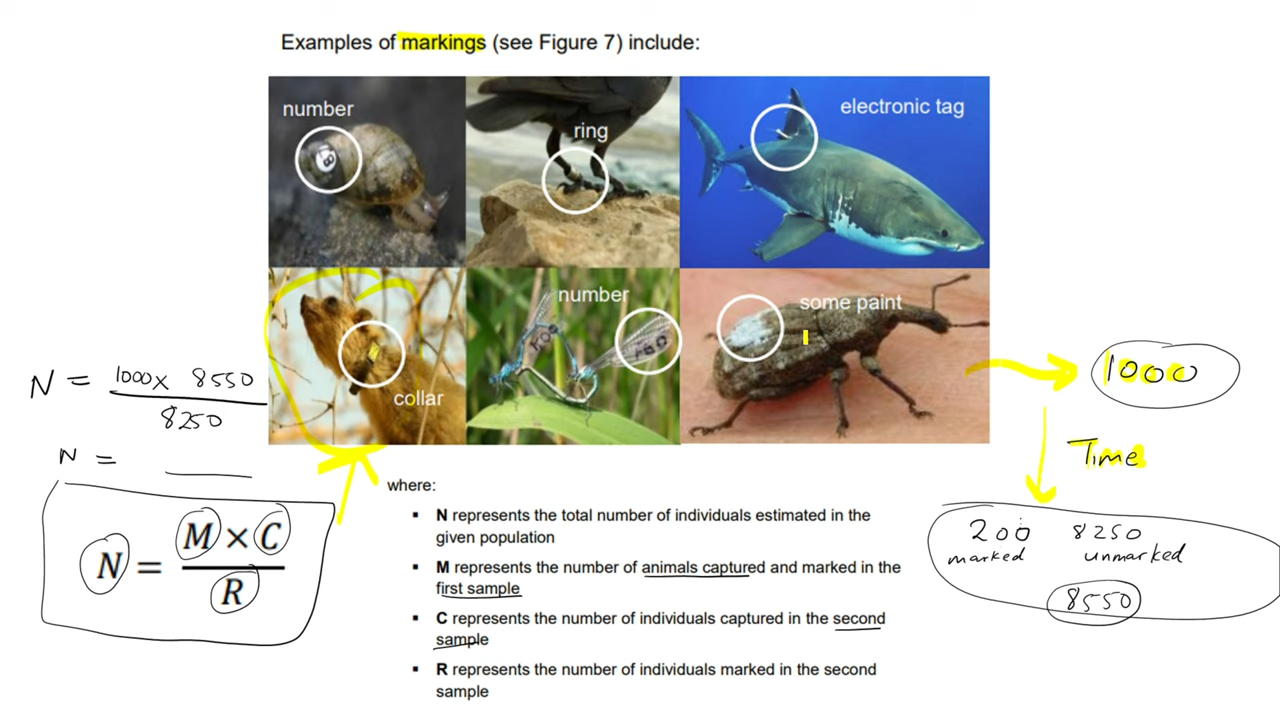 Examples of markings (see Figure 7) include:
number
ring
electronic tag
collar
number
some paint
1000
Time
200 8250
marked unmarked
8550
N = 1000 x 8550
8250
N =
N = M × C
R
where:
▪ N represents the total number of individuals estimated in the
given population
▪ M represents the number of animals captured and marked in the
first sample
▪ C represents the number of individuals captured in the second
sample
▪ R represents the number of individuals marked in the second
sample